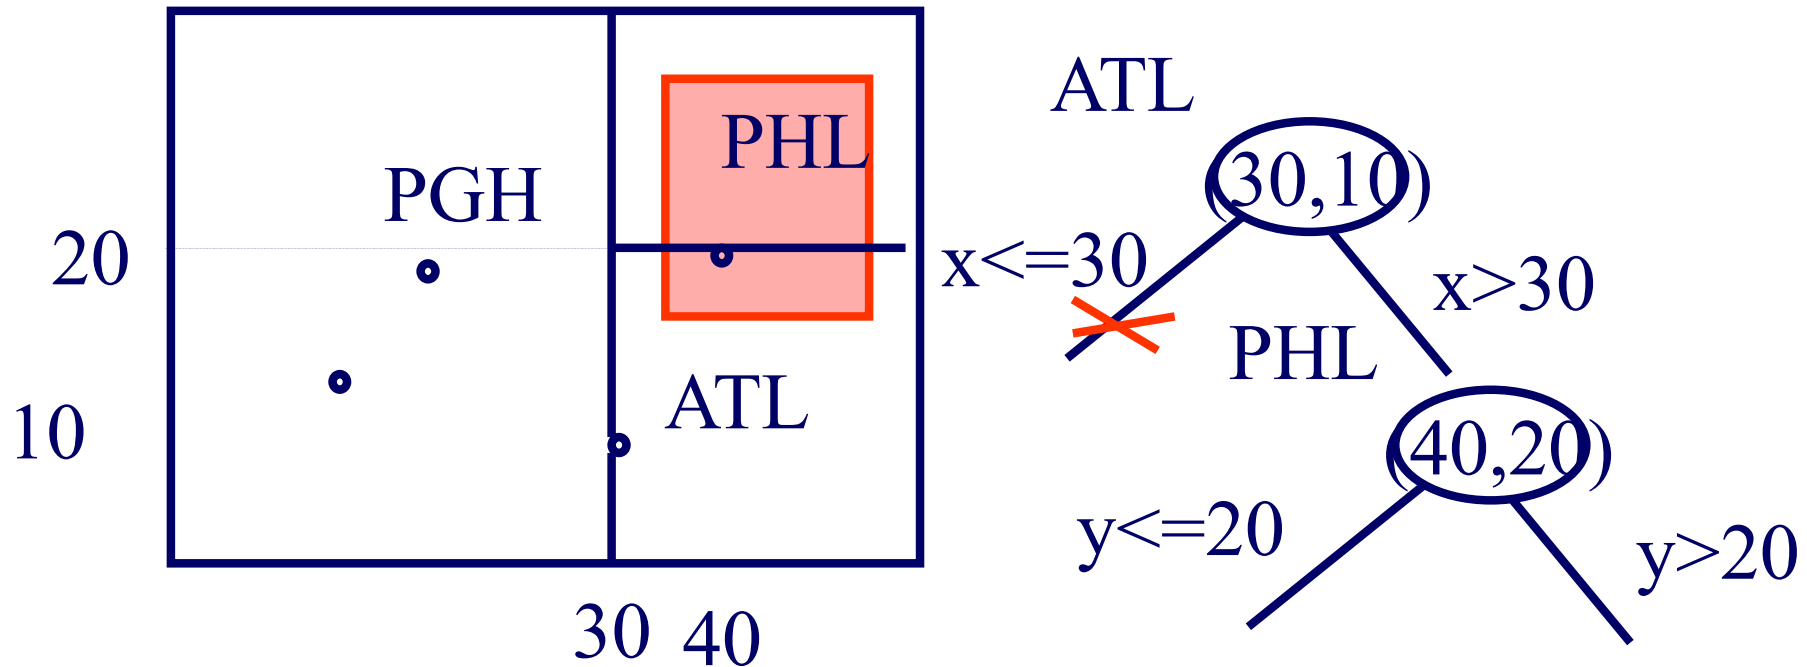 PGH
PHL
ATL
20
10
30
40
ATL
(30,10)
x<=30
x>30
PHL
(40,20)
y<=20
y>20